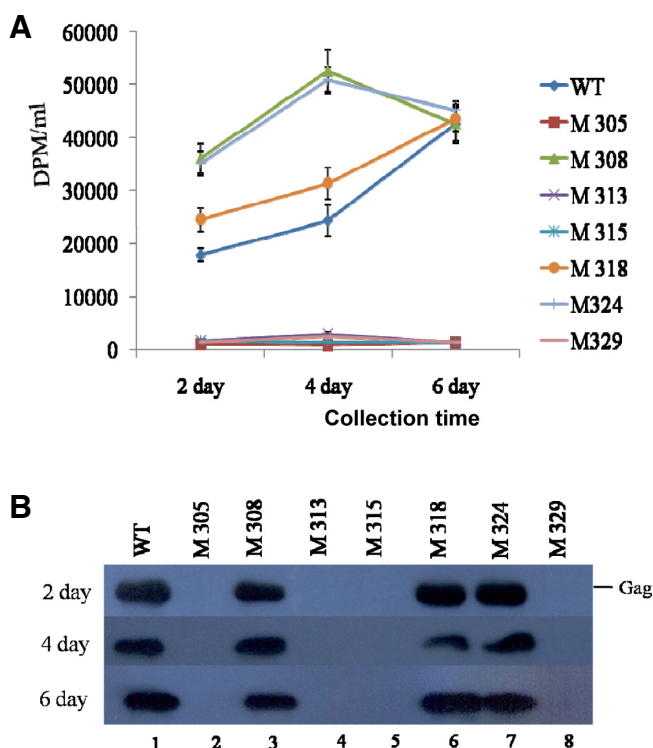 A
60000
50000
40000
30000
20000
10000
0
DPM/ml
2 day 4 day 6 day
Collection time
WT
M 305
M 308
M 313
M 315
M 318
M324
M329
B
WT M 305 M 308 M 313 M 315 M 318 M 324 M 329
2 day
Gag
4 day
6 day
1 2 3 4 5 6 7 8